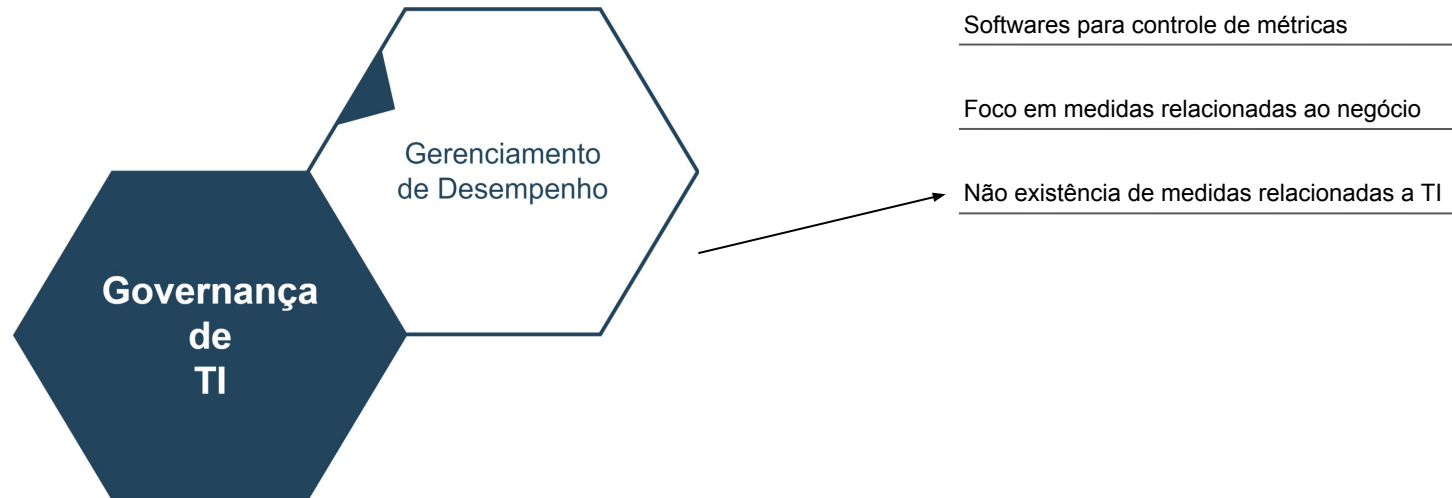 Softwares para controle de métricas
Foco em medidas relacionadas ao negócio
Não existência de medidas relacionadas a TI
Gerenciamento
de Desempenho
Governança
de
TI